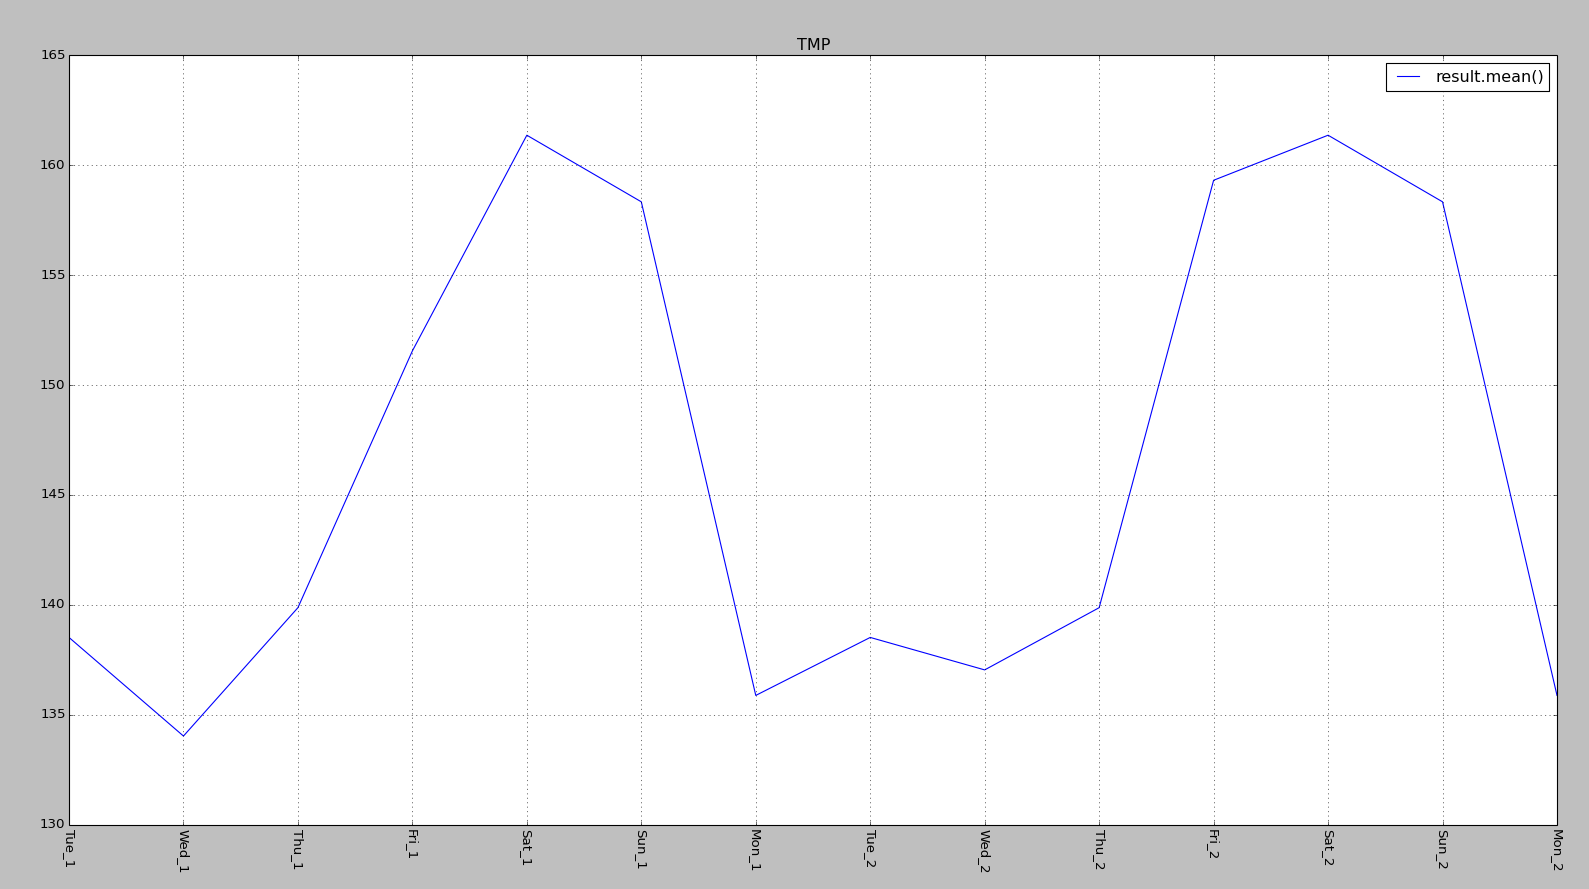 TMP
result.mean()
165
160
155
150
145
140
135
130
Tue_1
Wed_1
Thu_1
Fri_1
Sat_1
Sun_1
Mon_1
Tue_2
Wed_2
Thu_2
Fri_2
Sat_2
Sun_2
Mon_2